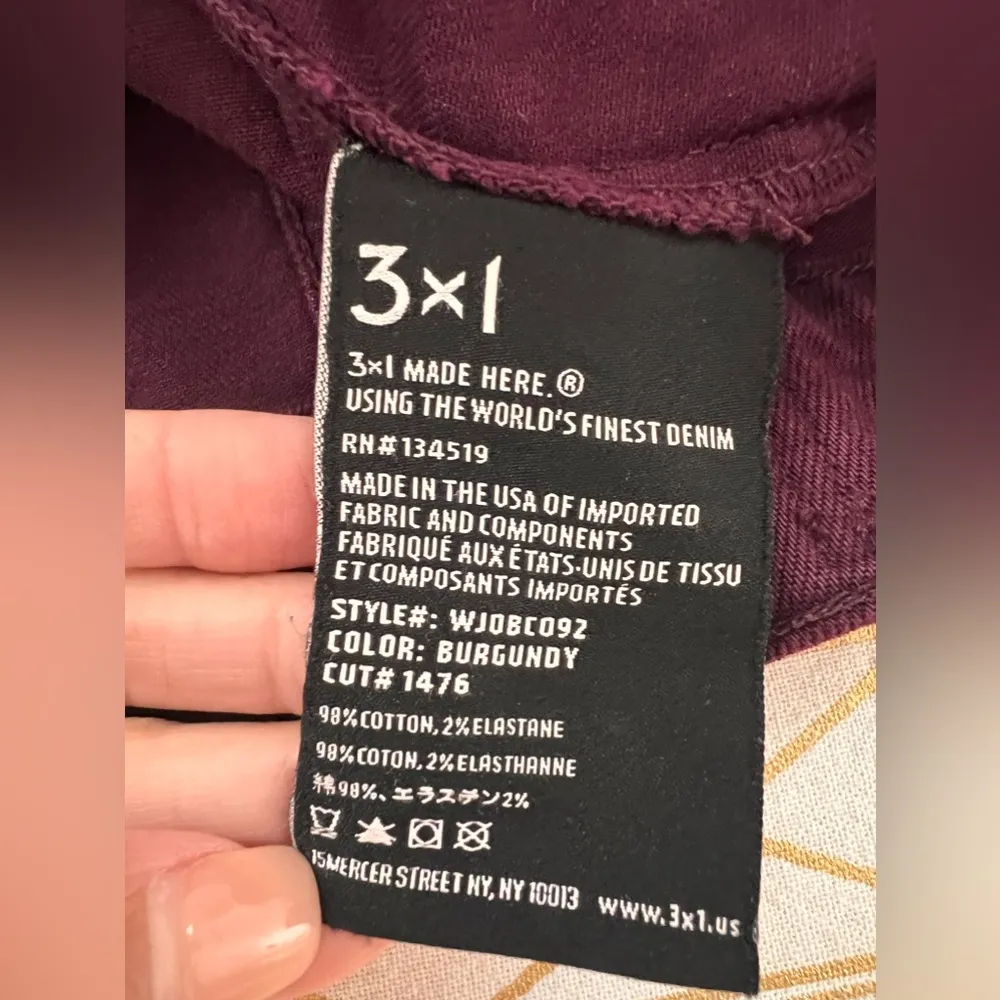 3×1
3×1 MADE HERE.®
USING THE WORLD'S FINEST DENIM
RN#134519
MADE IN THE USA OF IMPORTED
FABRIC AND COMPONENTS
FABRIQUÉ AUX ÉTATS-UNIS DE TISSU
ET COMPOSANTS IMPORTÉS
STYLE#: WJ0BC092
COLOR: BURGUNDY
CUT# 1476
98% COTTON, 2% ELASTANE
98% COTON, 2% ELASTHANNE
綿98%、エラスチン2%
15 MERCER STREET NY, NY 10013 www.3x1.us